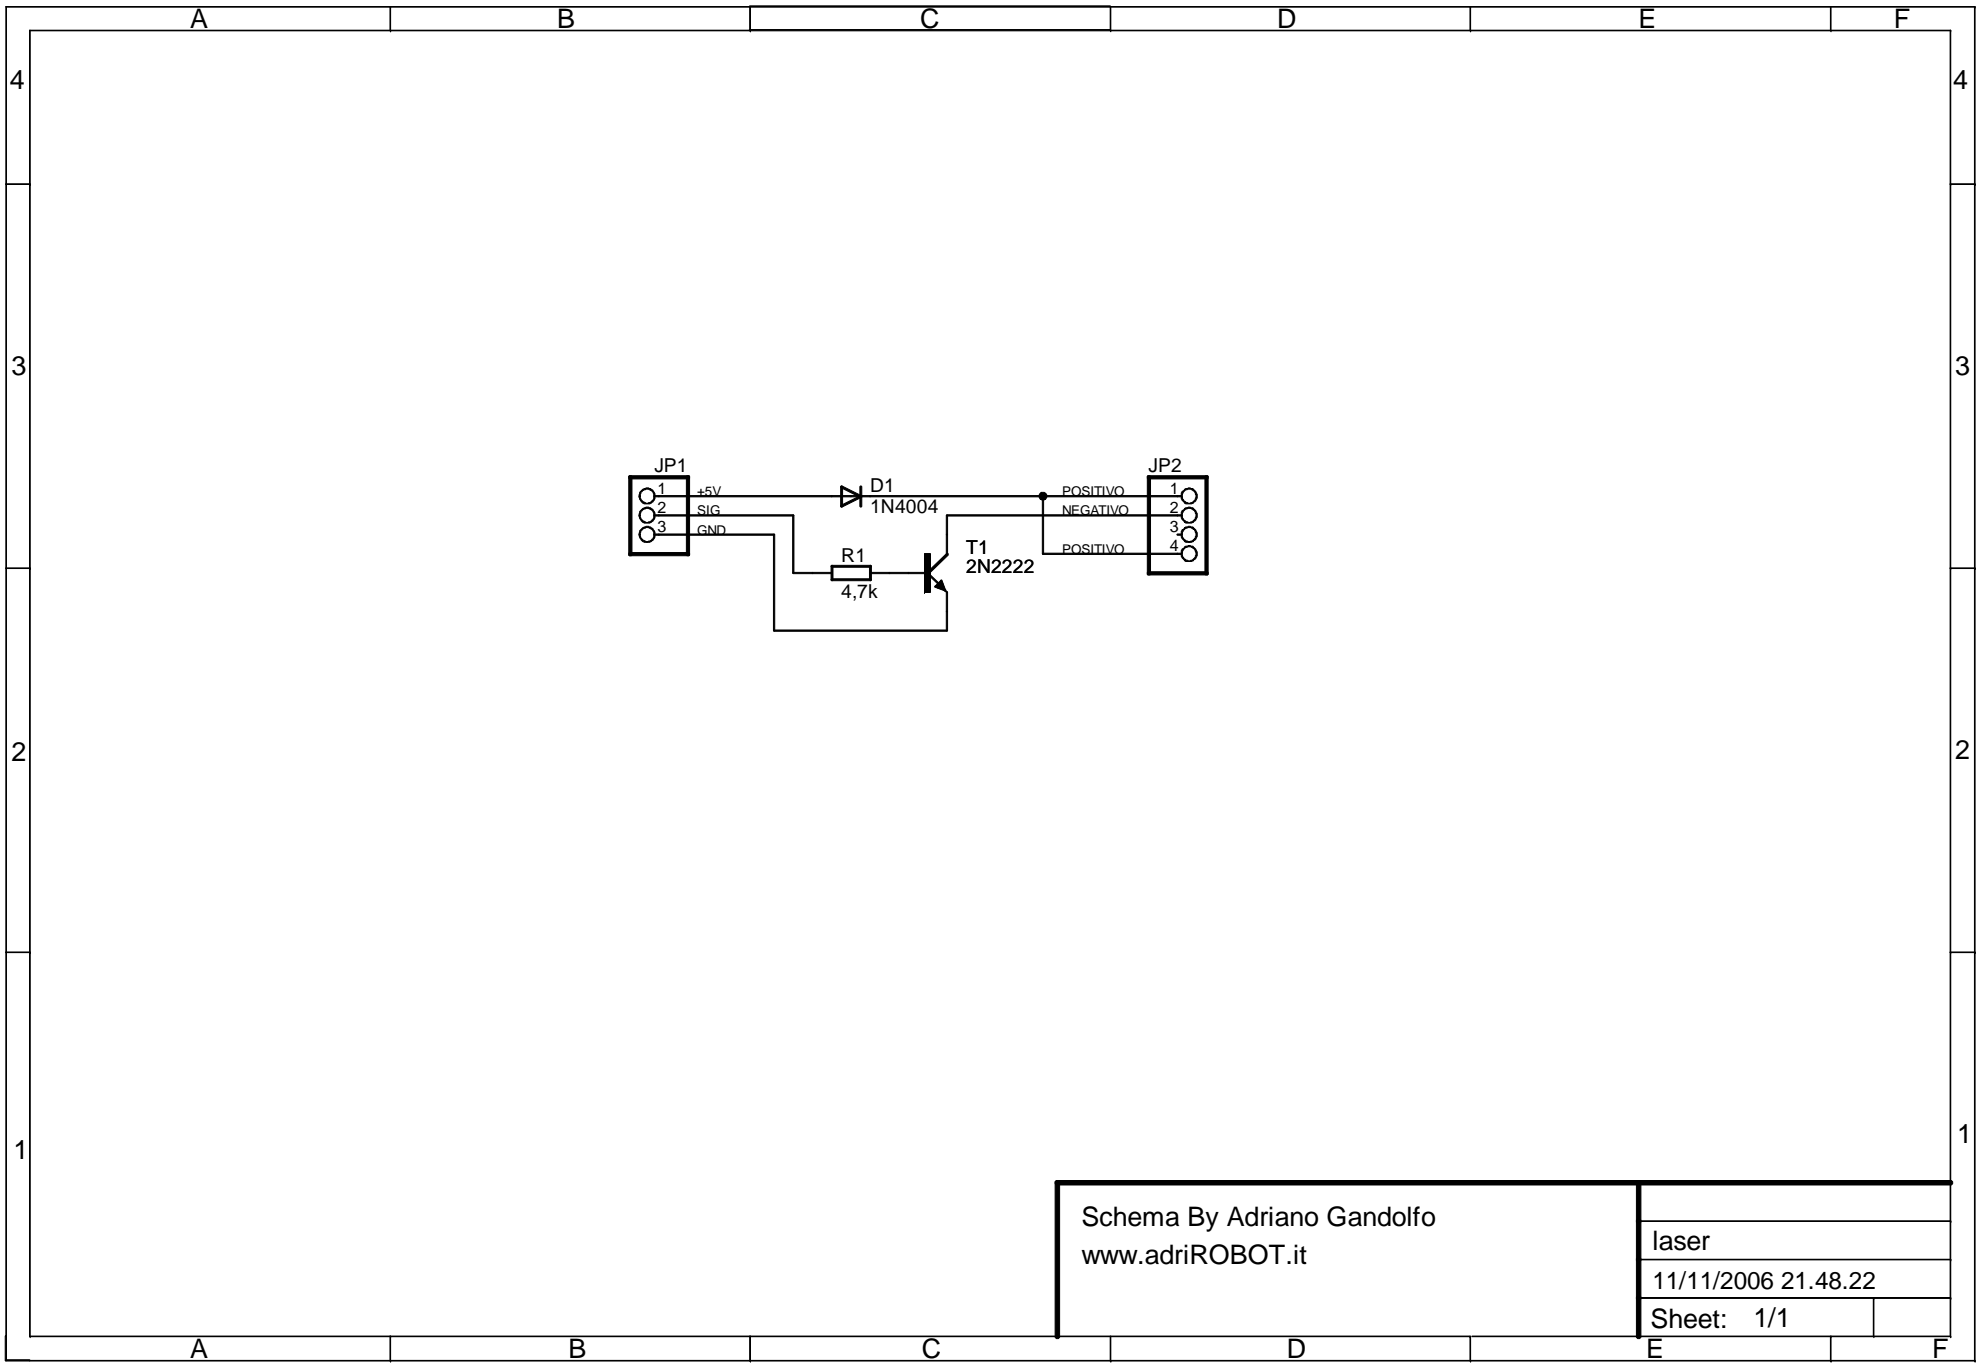 A B C D E F
4 4
3 3
JP1 JP2
1 +5V D1 POSITIVO 1
2 SIG 1N4004 NEGATIVO 2
3 GND 3
R1 T1 POSITIVO 4
4,7k 2N2222
2 2
1 1
Schema By Adriano Gandolfo
www.adriROBOT.it
laser
11/11/2006 21.48.22
Sheet: 1/1
A B C D E F